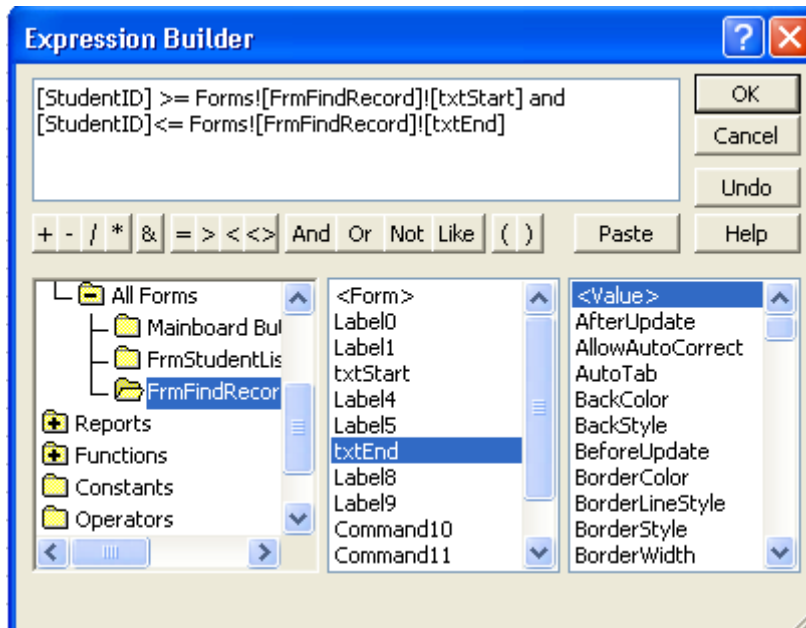 Expression Builder
[StudentID] >= Forms![FrmFindRecord]![txtStart] and
[StudentID]<= Forms![FrmFindRecord]![txtEnd]
OK
Cancel
Undo
+ - / * & = > < <> And Or Not Like ( ) Paste Help
All Forms
Mainboard Bu
FrmStudentLis
FrmFindRecor
Reports
Functions
Constants
Operators
<Form>
Label0
Label1
txtStart
Label4
Label5
txtEnd
Label8
Label9
Command10
Command11
<Value>
AfterUpdate
AllowAutoCorrect
AutoTab
BackColor
BackStyle
BeforeUpdate
BorderColor
BorderLineStyle
BorderStyle
BorderWidth